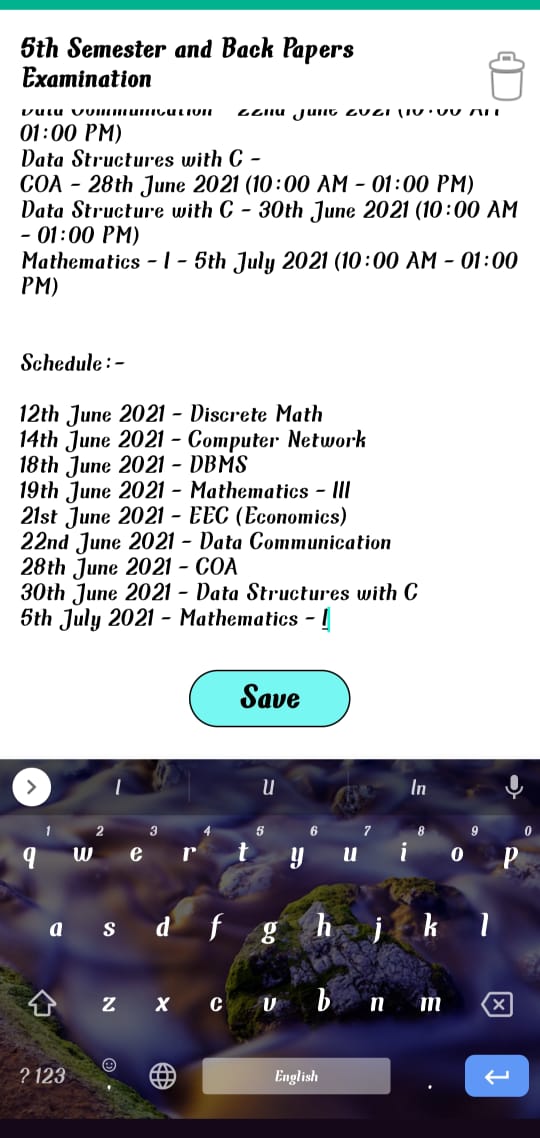 5th Semester and Back Papers
Examination
Data Communication - 22nd June 2021 (10:00 AM -
01:00 PM)
Data Structures with C -
COA - 28th June 2021 (10:00 AM - 01:00 PM)
Data Structure with C - 30th June 2021 (10:00 AM
- 01:00 PM)
Mathematics - I - 5th July 2021 (10:00 AM - 01:00
PM)
Schedule:-
12th June 2021 - Discrete Math
14th June 2021 - Computer Network
18th June 2021 - DBMS
19th June 2021 - Mathematics - III
21st June 2021 - EEC (Economics)
22nd June 2021 - Data Communication
28th June 2021 - COA
30th June 2021 - Data Structures with C
5th July 2021 - Mathematics - I
Save
I U In
1 2 3 4 5 6 7 8 9 0
q w e r t y u i o p
a s d f g h j k l
z x c v b n m
?123 , English .